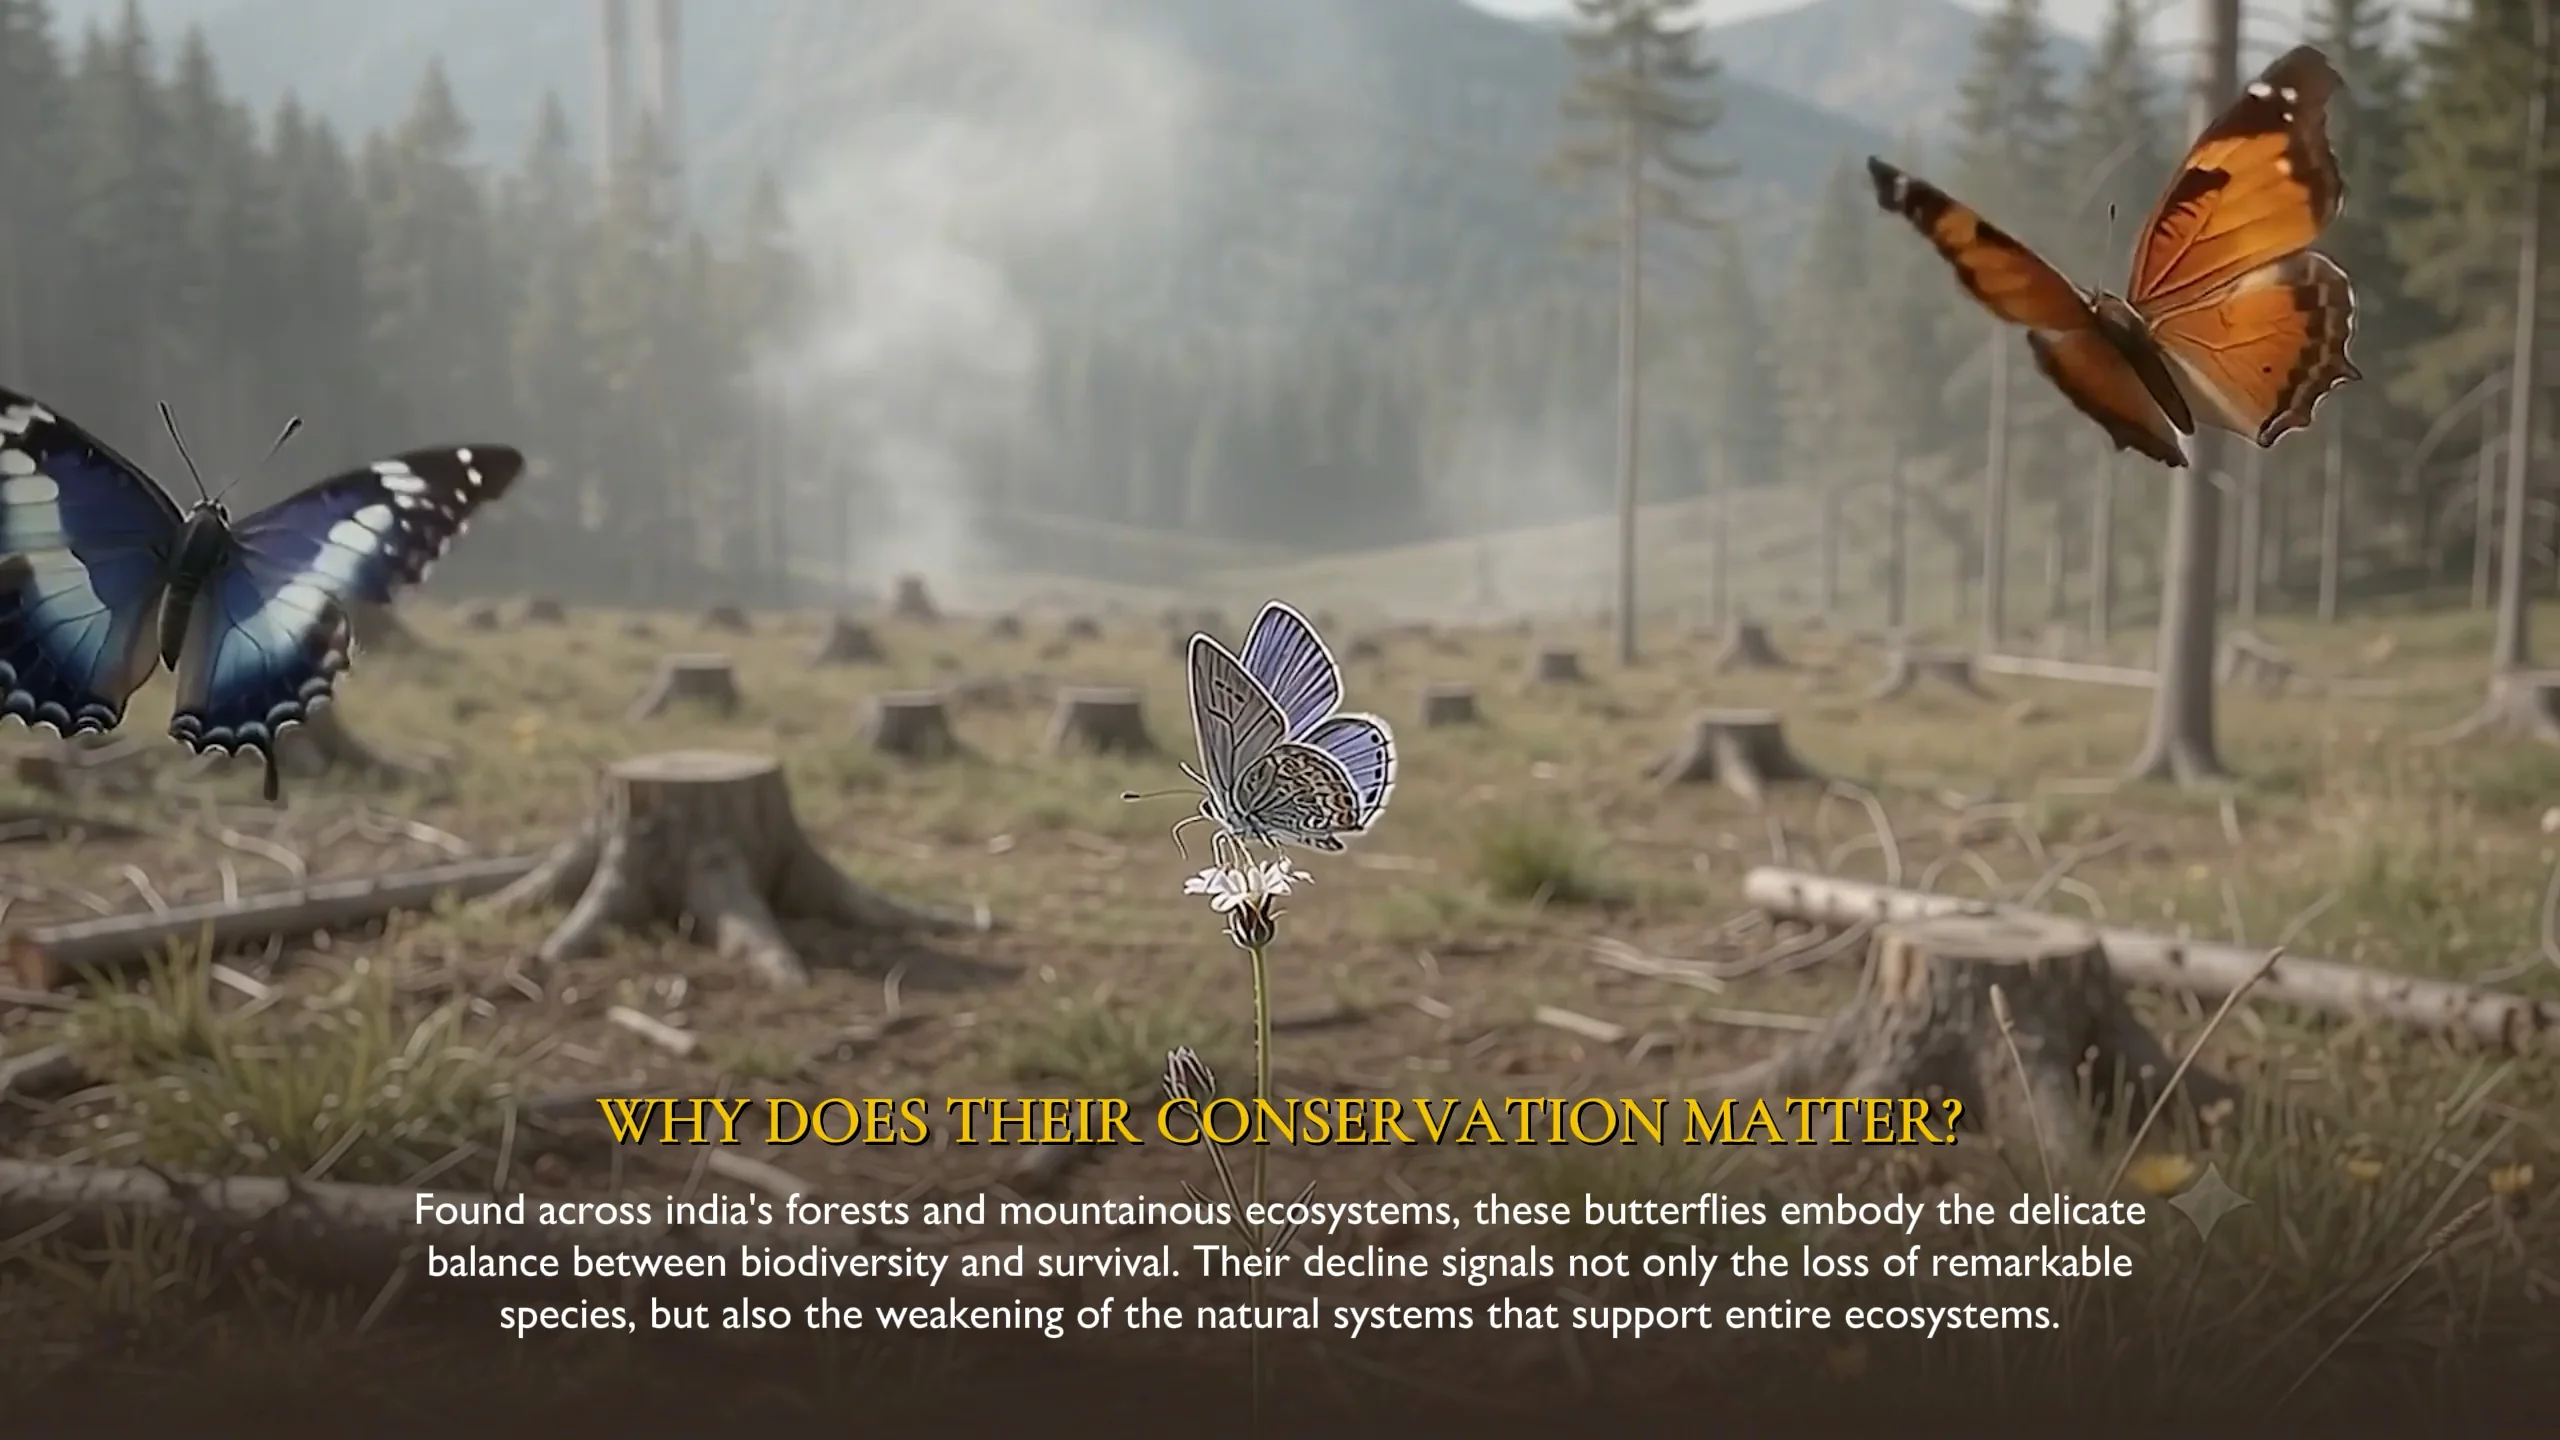 WHY DOES THEIR CONSERVATION MATTER?
Found across india's forests and mountainous ecosystems, these butterflies embody the delicate
balance between biodiversity and survival. Their decline signals not only the loss of remarkable
species, but also the weakening of the natural systems that support entire ecosystems.